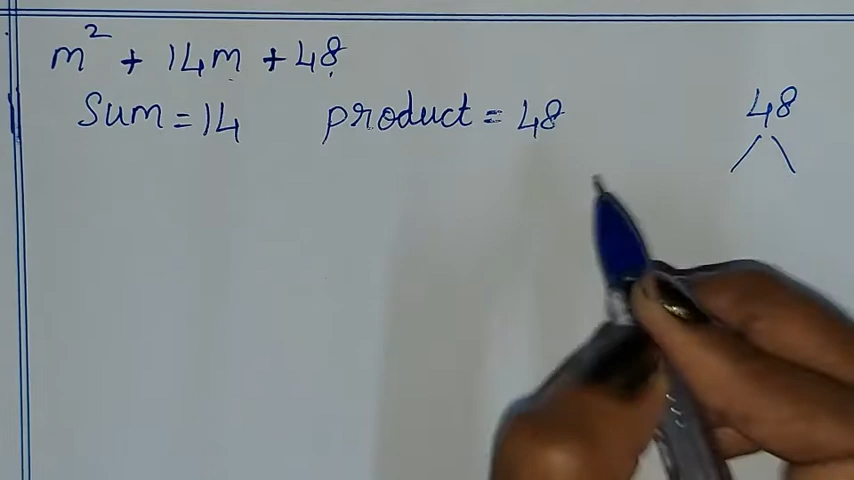 m² + 14m + 48
Sum = 14 product = 48 48